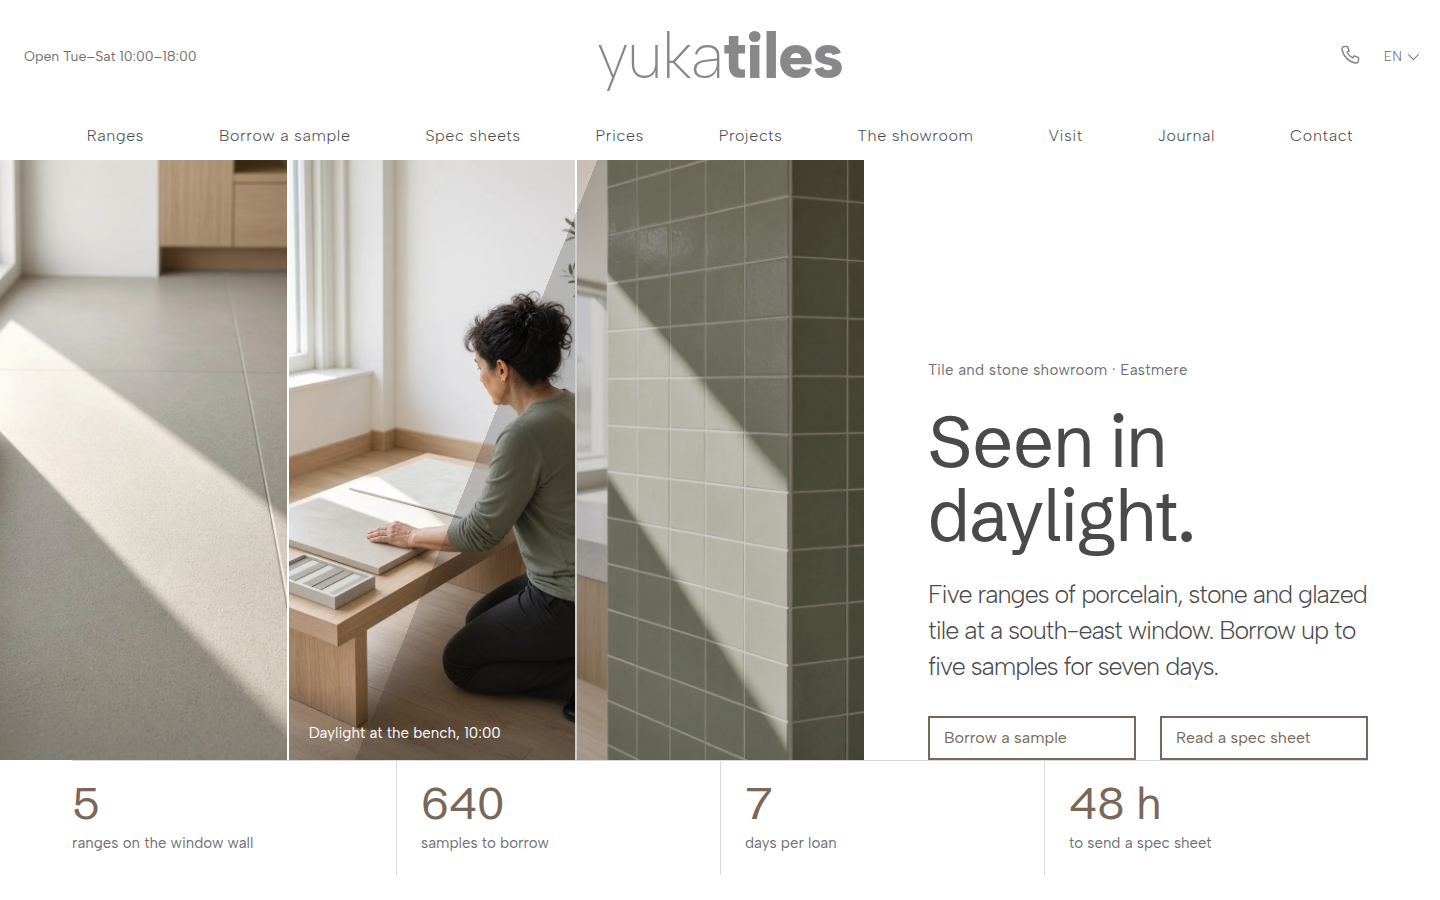 Open Tue–Sat 10:00–18:00
yukatiles
EN
Ranges
Borrow a sample
Spec sheets
Prices
Projects
The showroom
Visit
Journal
Contact
Tile and stone showroom · Eastmere
Seen in
daylight.
Five ranges of porcelain, stone and glazed
tile at a south-east window. Borrow up to
five samples for seven days.
Borrow a sample
Read a spec sheet
Daylight at the bench, 10:00
5
ranges on the window wall
640
samples to borrow
7
days per loan
48 h
to send a spec sheet